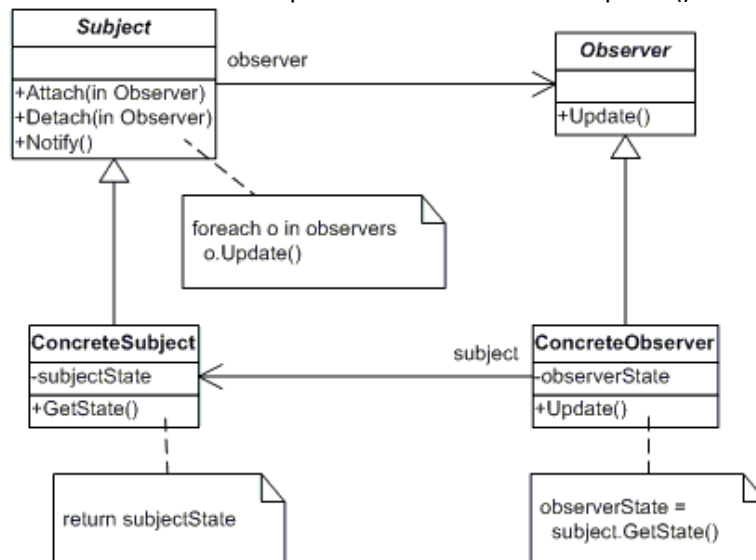 Subject
+Attach(in Observer)
+Detach(in Observer)
+Notify()
observer
Observer
+Update()
foreach o in observers
o.Update()
ConcreteSubject
-subjectState
+GetState()
subject
ConcreteObserver
-observerState
+Update()
return subjectState
observerState =
subject.GetState()